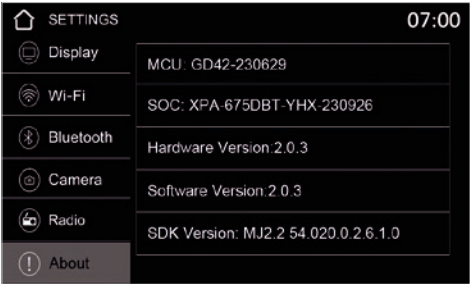 SETTINGS
07:00
Display
Wi-Fi
Bluetooth
Camera
Radio
About
MCU: GD42-230629
SOC: XPA-675DBT-YHX-230926
Hardware Version:2.0.3
Software Version:2.0.3
SDK Version: MJ2.2 54.020.0.2.6.1.0